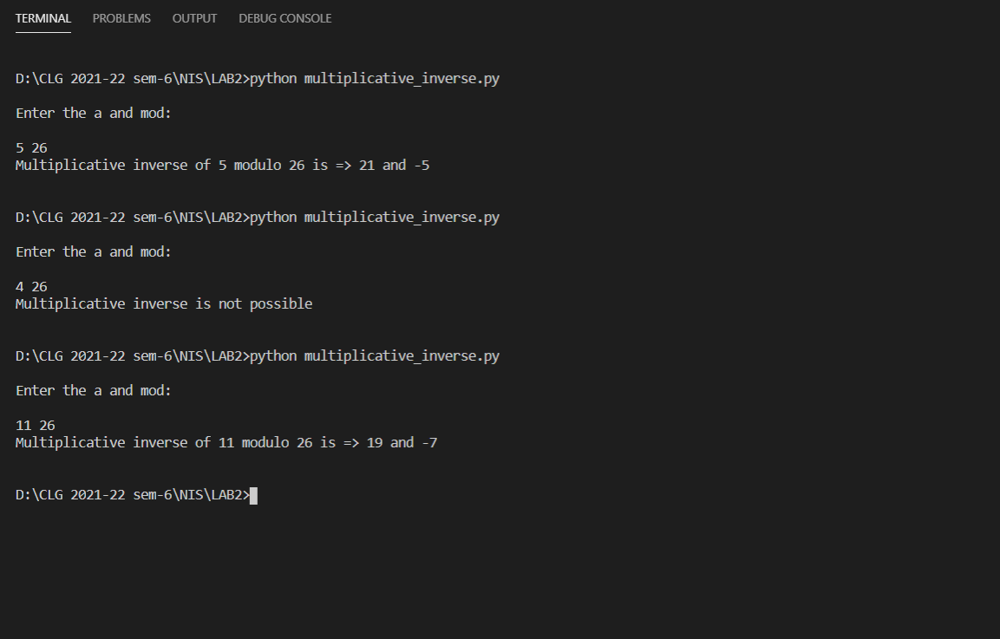 TERMINAL PROBLEMS OUTPUT DEBUG CONSOLE
D:\CLG 2021-22 sem-6\NIS\LAB2>python multiplicative_inverse.py
Enter the a and mod:
5 26
Multiplicative inverse of 5 modulo 26 is => 21 and -5
D:\CLG 2021-22 sem-6\NIS\LAB2>python multiplicative_inverse.py
Enter the a and mod:
4 26
Multiplicative inverse is not possible
D:\CLG 2021-22 sem-6\NIS\LAB2>python multiplicative_inverse.py
Enter the a and mod:
11 26
Multiplicative inverse of 11 modulo 26 is => 19 and -7
D:\CLG 2021-22 sem-6\NIS\LAB2>